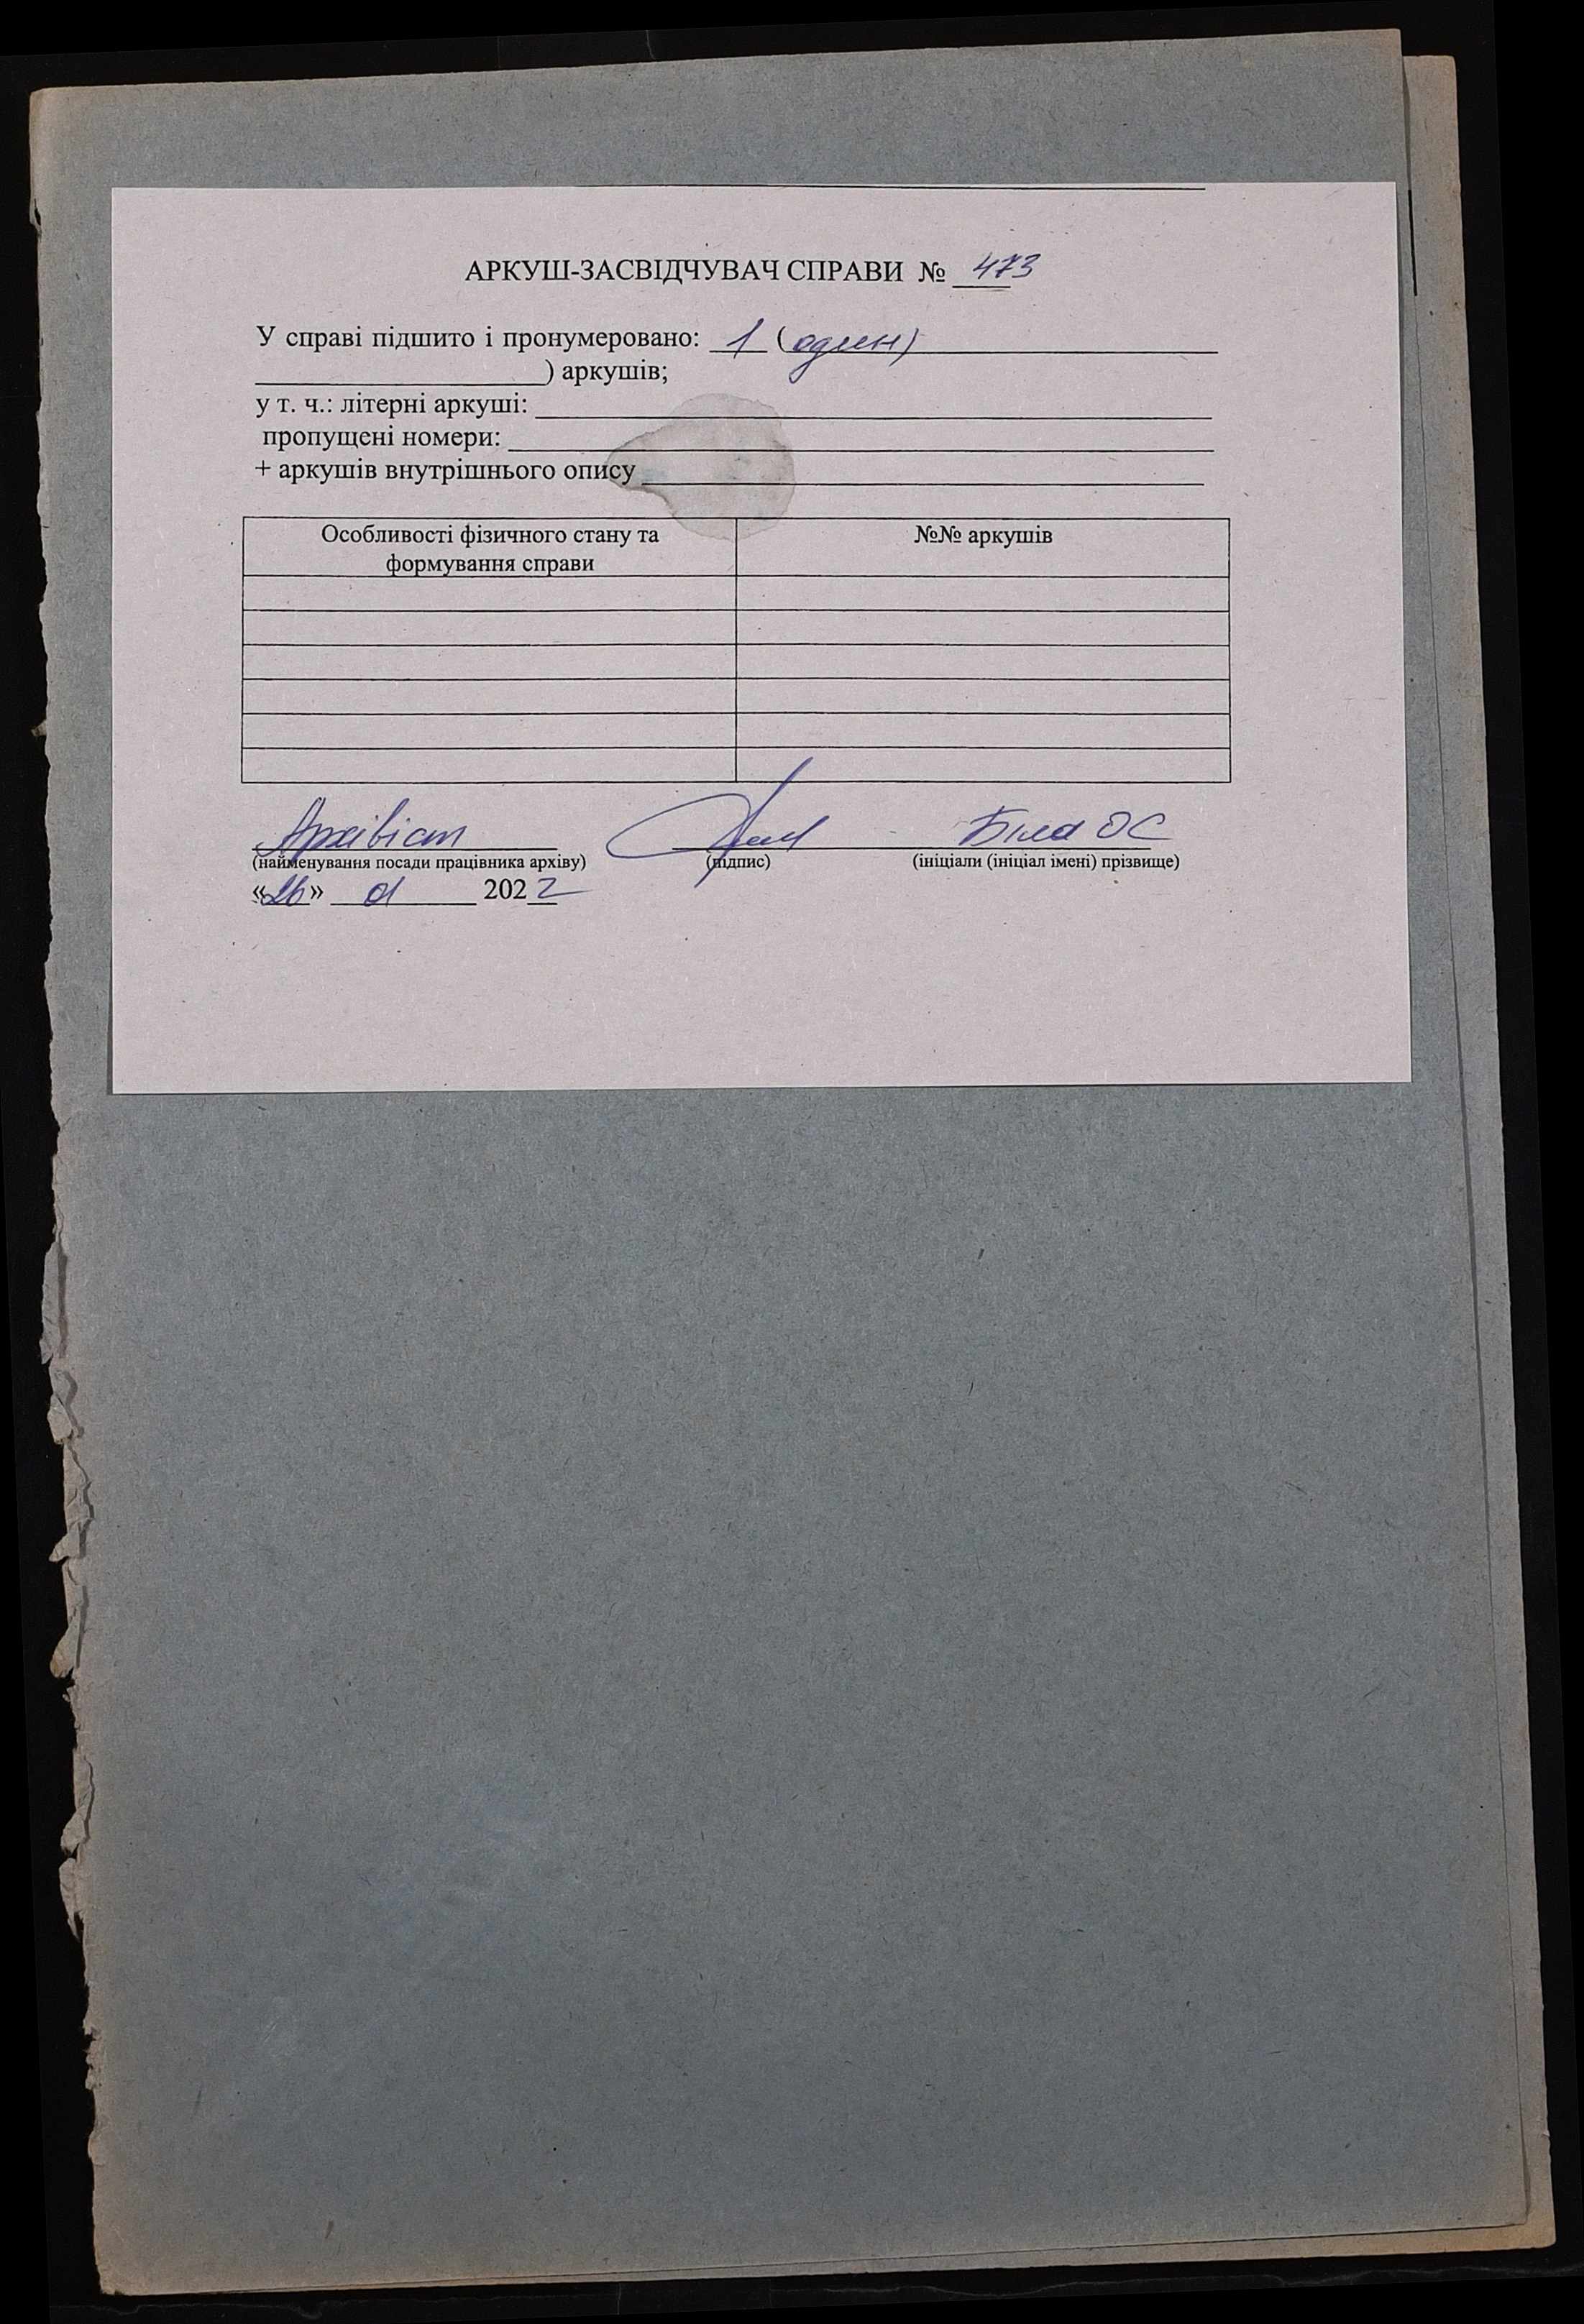 АРКУШ-ЗАСВІДЧУВАЧ СПРАВИ № 473
У справі підшито і пронумеровано: 1 (один)
) аркушів;
у т. ч.: літерні аркуші:
пропущені номери:
+ аркушів внутрішнього опису
Особливості фізичного стану та формування справи №№ аркушів
Архівіст Біла ОС
(найменування посади працівника архіву) (підпис) (ініціали (ініціал імені) прізвище)
«26» 01 2022